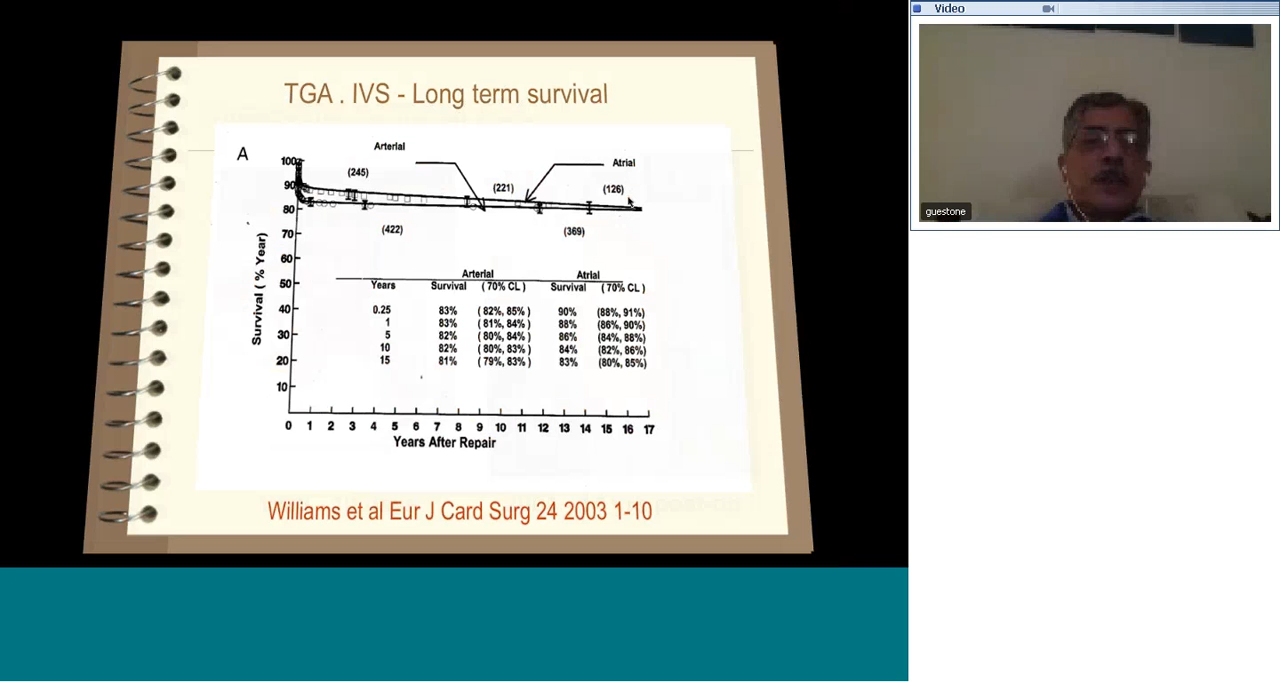 Video
guestone
TGA . IVS - Long term survival
A
Arterial
Atrial
(245)
(221)
(126)
(422)
(369)
100
90
80
70
60
50
40
30
20
10
Survival ( % Year)
Arterial Atrial
Years Survival ( 70% CL ) Survival ( 70% CL )
0.25 83% ( 82%, 85% ) 90% (88%, 91%)
1 83% ( 81%, 84% ) 88% (86%, 90%)
5 82% ( 80%, 84% ) 86% (84%, 88%)
10 82% ( 80%, 83% ) 84% (82%, 86%)
15 81% ( 79%, 83% ) 83% (80%, 85%)
0 1 2 3 4 5 6 7 8 9 10 11 12 13 14 15 16 17
Years After Repair
Williams et al Eur J Card Surg 24 2003 1-10